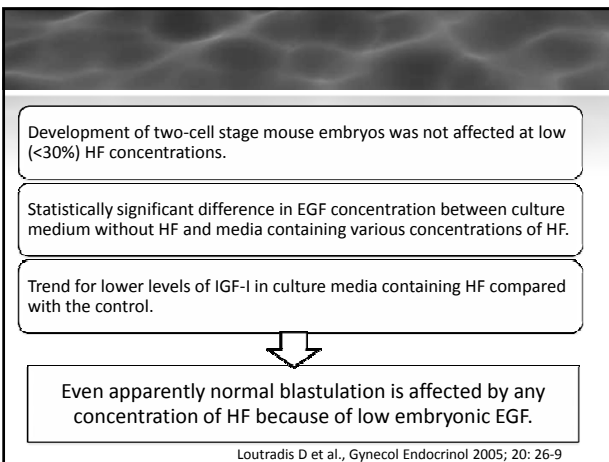 Development of two-cell stage mouse embryos was not affected at low
(<30%) HF concentrations.
Statistically significant difference in EGF concentration between culture
medium without HF and media containing various concentrations of HF.
Trend for lower levels of IGF-I in culture media containing HF compared
with the control.
Even apparently normal blastulation is affected by any
concentration of HF because of low embryonic EGF.
Loutradis D et al., Gynecol Endocrinol 2005; 20: 26-9